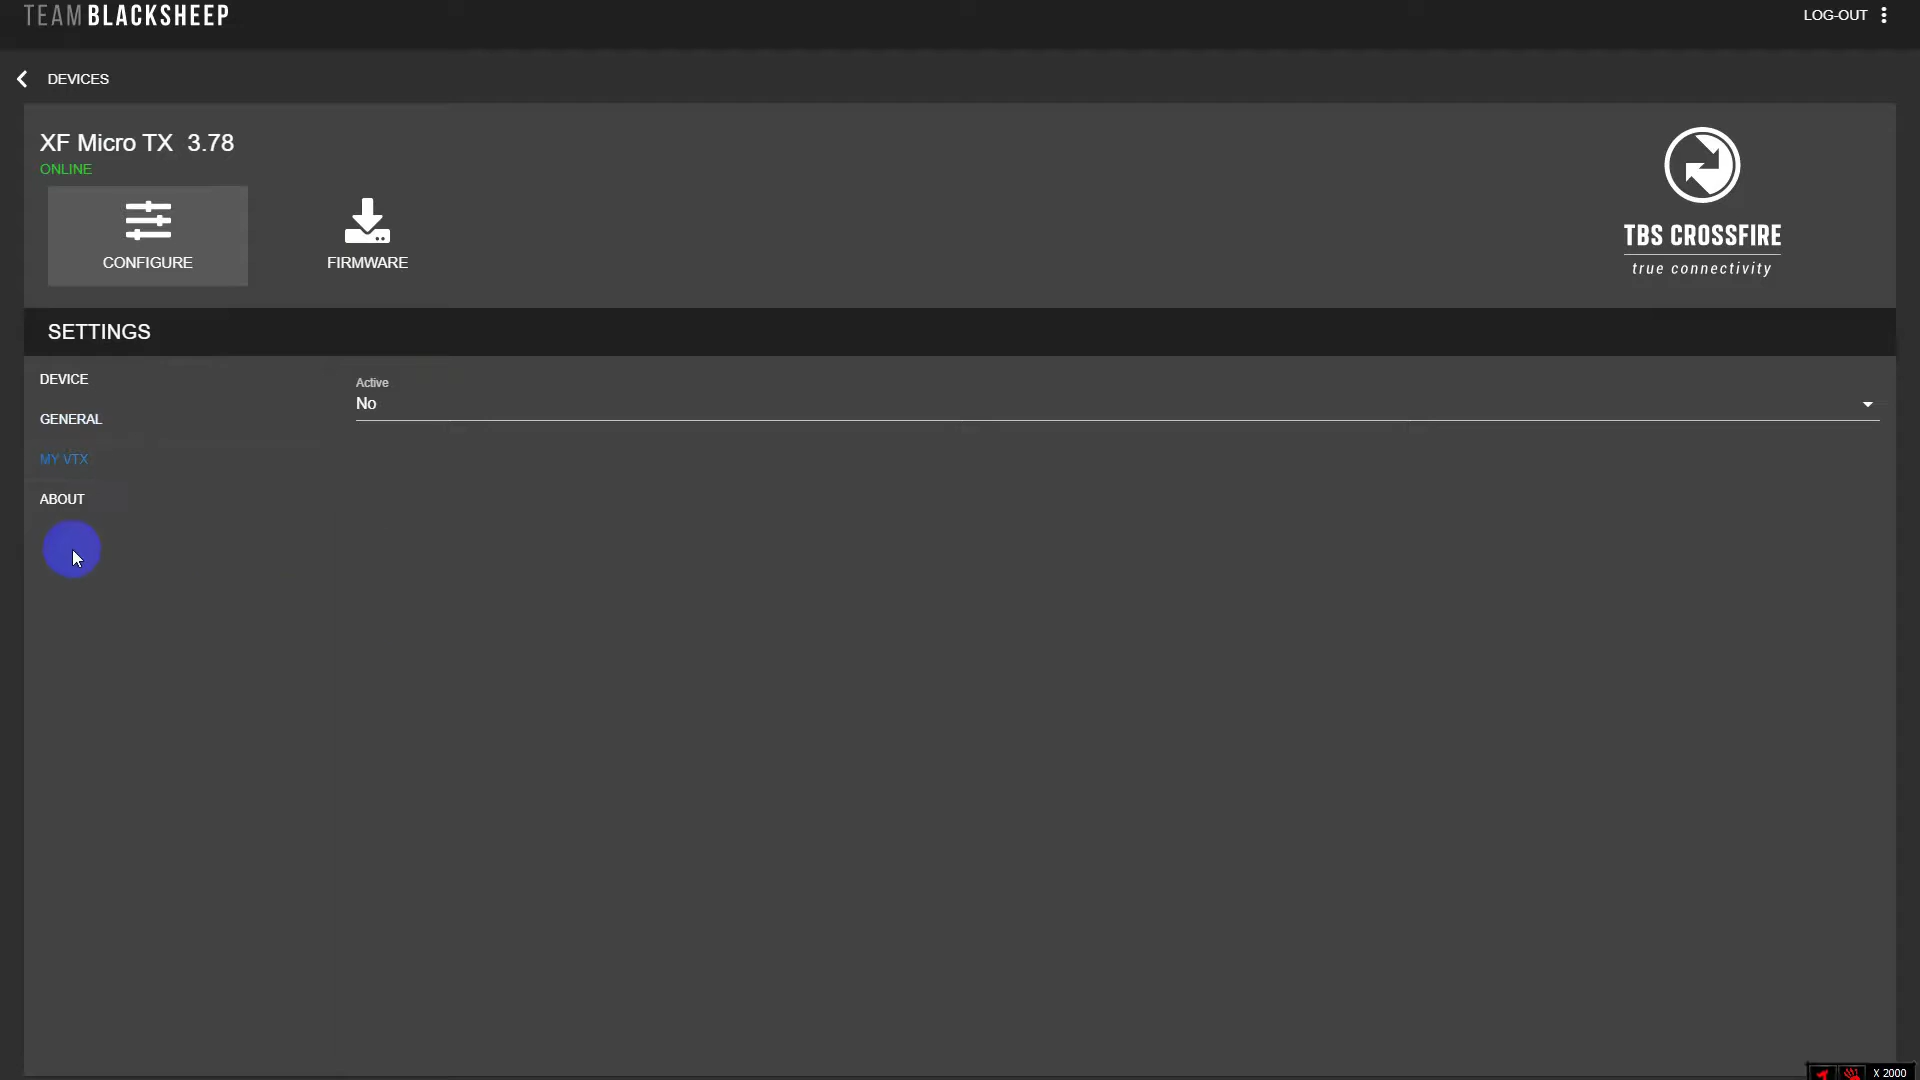 TEAMBLACKSHEEP
LOG-OUT
DEVICES
XF Micro TX 3.78
ONLINE
CONFIGURE
FIRMWARE
TBS CROSSFIRE
true connectivity
SETTINGS
DEVICE
GENERAL
MY VTX
ABOUT
Active
No
X 2000